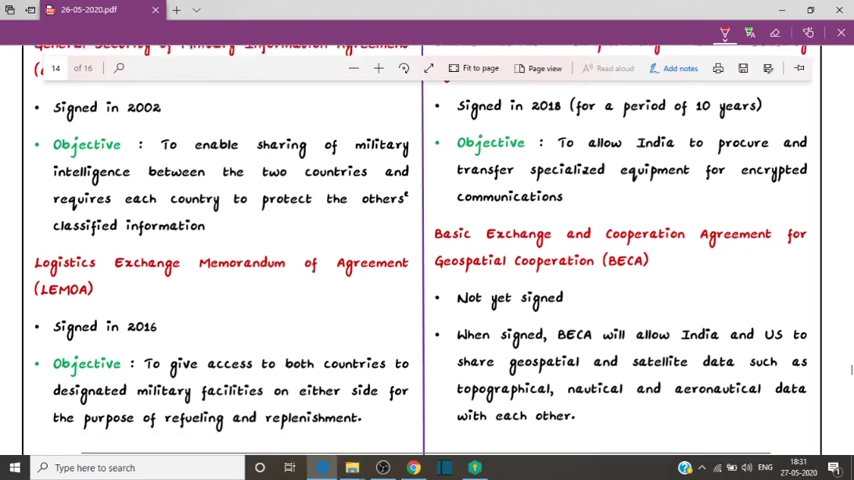 26-05-2020.pdf
14 of 16
Fit to page
Page view
Read aloud
Add notes
General Security of Military Information Agreement
• Signed in 2002
• Objective : To enable sharing of military
intelligence between the two countries and
requires each country to protect the others'
classified information
Logistics Exchange Memorandum of Agreement
(LEMOA)
• Signed in 2016
• Objective : To give access to both countries to
designated military facilities on either side for
the purpose of refueling and replenishment.
• Signed in 2018 (for a period of 10 years)
• Objective : To allow India to procure and
transfer specialized equipment for encrypted
communications
Basic Exchange and Cooperation Agreement for
Geospatial Cooperation (BECA)
• Not yet signed
• When signed, BECA will allow India and US to
share geospatial and satellite data such as
topographical, nautical and aeronautical data
with each other.
Type here to search
ENG
18:31
27-05-2020